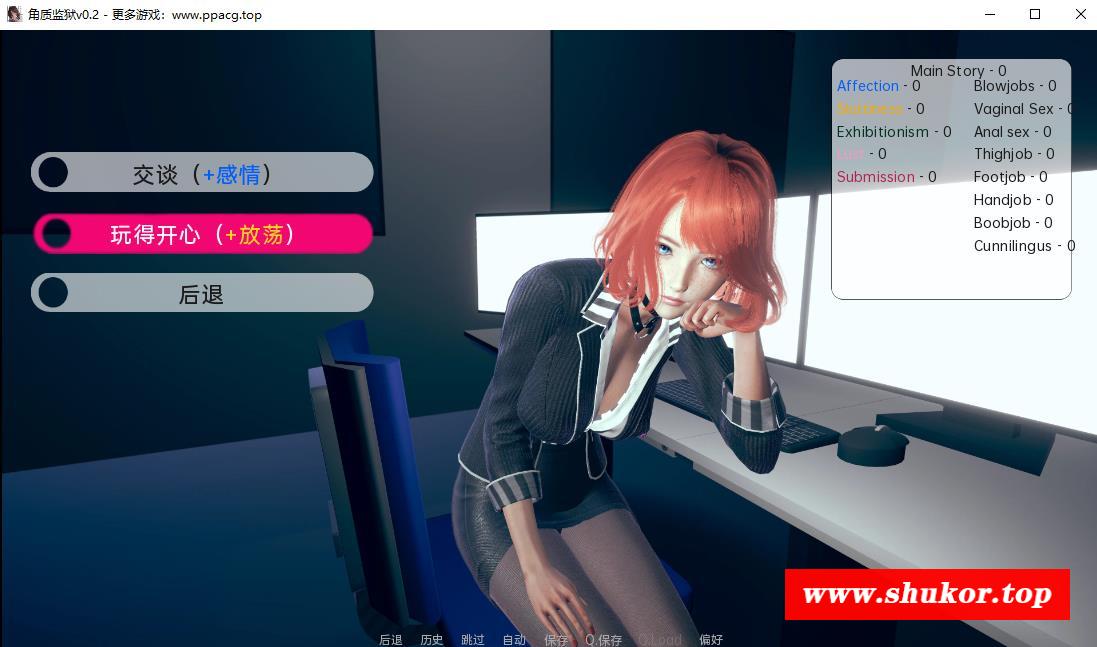 角质监狱v0.2 - 更多游戏：www.ppacg.top
Main Story - 0
Affection - 0
Sluttiness - 0
Exhibitionism - 0
Lust - 0
Submission - 0
Blowjobs - 0
Vaginal Sex - 0
Anal sex - 0
Thighjob - 0
Footjob - 0
Handjob - 0
Boobjob - 0
Cunnilingus - 0
交谈（+感情）
玩得开心（+放荡）
后退
www.shukor.top
后退 历史 跳过 自动 保存 Q.保存 Q.Load 偏好